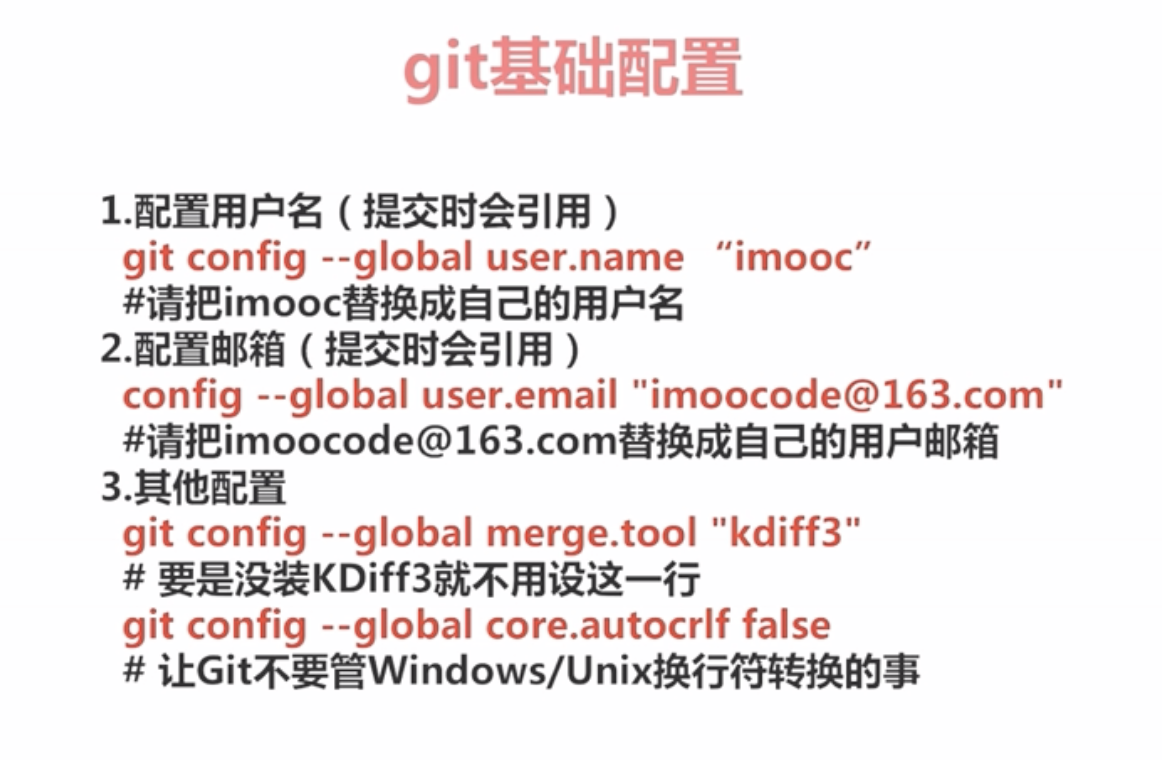 git基础配置
1.配置用户名（提交时会引用）
git config --global user.name “imooc”
#请把imooc替换成自己的用户名
2.配置邮箱（提交时会引用）
config --global user.email "imoocode@163.com"
#请把imoocode@163.com替换成自己的用户邮箱
3.其他配置
git config --global merge.tool "kdiff3"
# 要是没装KDiff3就不用设这一行
git config --global core.autocrlf false
# 让Git不要管Windows/Unix换行符转换的事